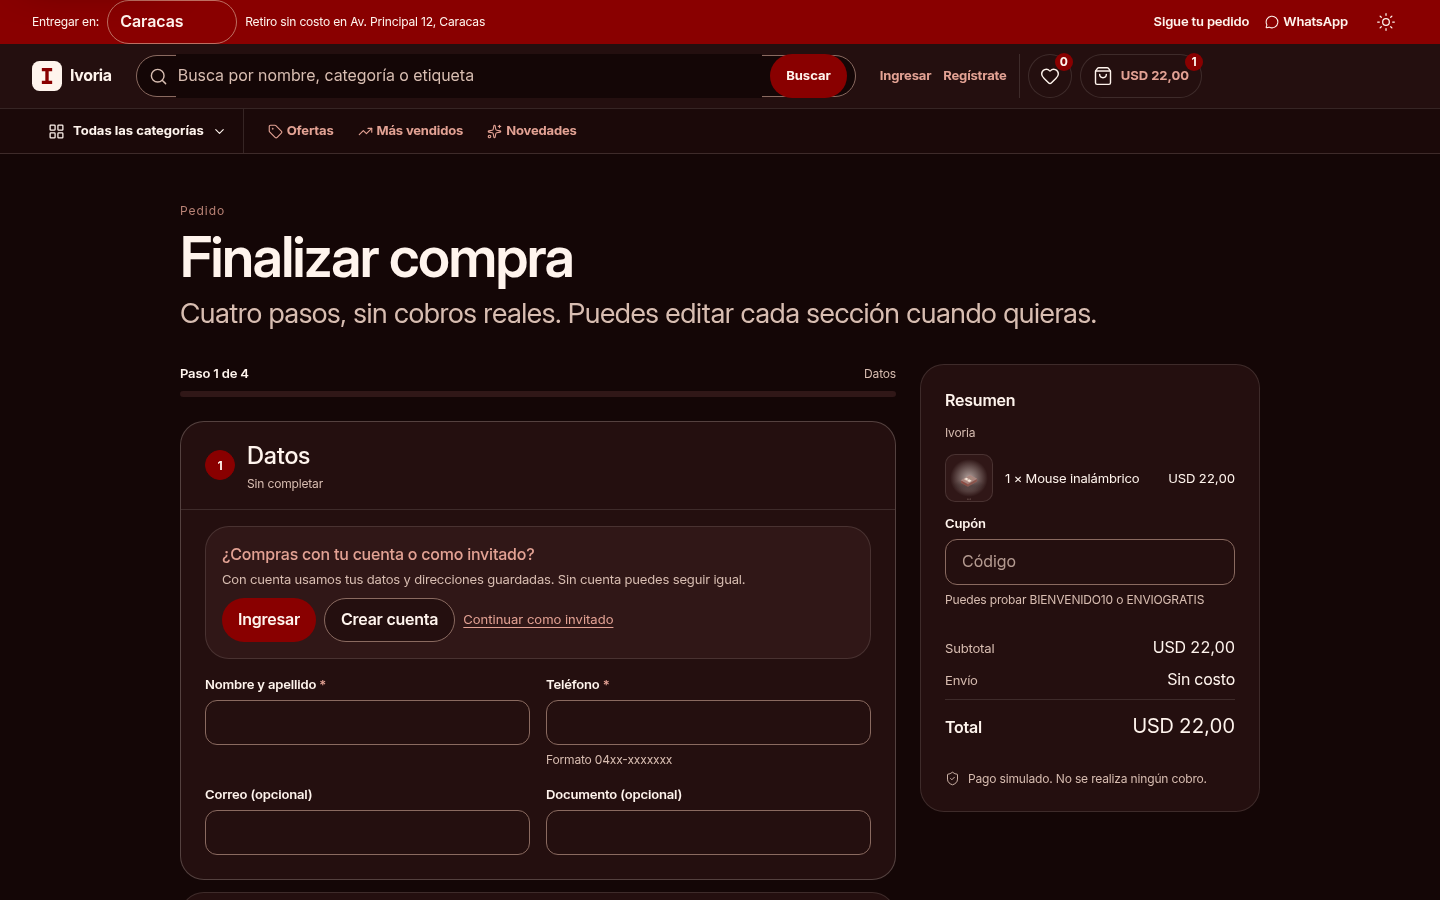 Entregar en: Caracas Retiro sin costo en Av. Principal 12, Caracas Sigue tu pedido WhatsApp
I Ivoria Busca por nombre, categoría o etiqueta Buscar Ingresar Regístrate 0 USD 22,00 1
Todas las categorías Ofertas Más vendidos Novedades
Pedido
Finalizar compra
Cuatro pasos, sin cobros reales. Puedes editar cada sección cuando quieras.
Paso 1 de 4 Datos
1 Datos
Sin completar
¿Compras con tu cuenta o como invitado?
Con cuenta usamos tus datos y direcciones guardadas. Sin cuenta puedes seguir igual.
Ingresar Crear cuenta Continuar como invitado
Nombre y apellido * Teléfono *
Formato 04xx-xxxxxxx
Correo (opcional) Documento (opcional)
Resumen
Ivoria
1 × Mouse inalámbrico USD 22,00
Cupón
Código
Puedes probar BIENVENIDO10 o ENVIOGRATIS
Subtotal USD 22,00
Envío Sin costo
Total USD 22,00
Pago simulado. No se realiza ningún cobro.